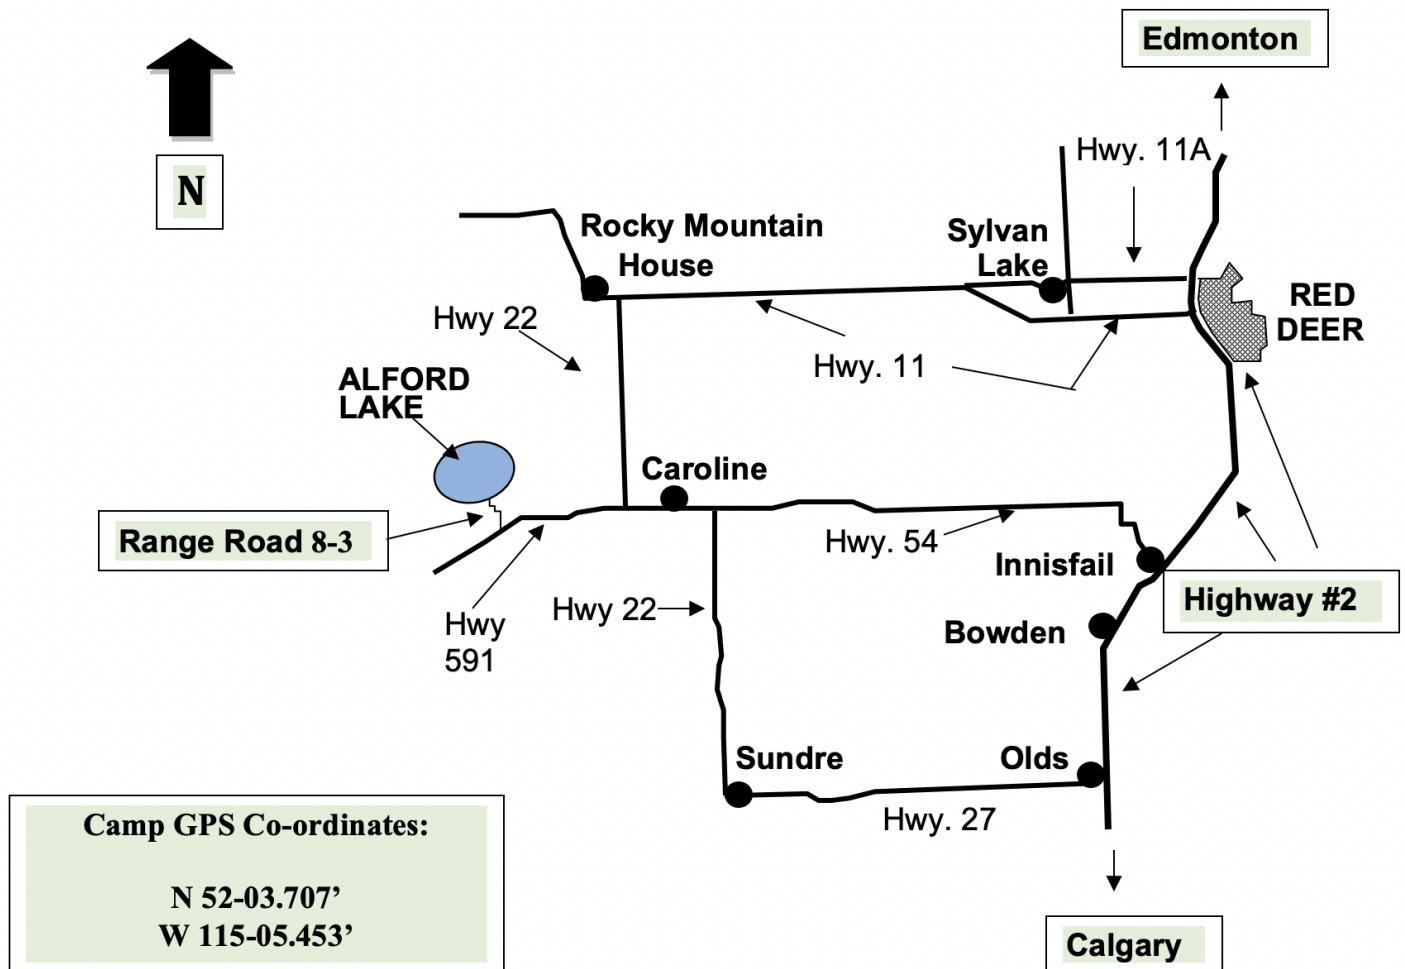 Edmonton
N
Hwy. 11A
Rocky Mountain
House
Sylvan
Lake
RED
DEER
Hwy 22
Hwy. 11
ALFORD
LAKE
Caroline
Range Road 8-3
Hwy. 54
Innisfail
Highway #2
Hwy 22
Hwy
591
Bowden
Sundre
Olds
Hwy. 27
Camp GPS Co-ordinates:
N 52-03.707’
W 115-05.453’
Calgary